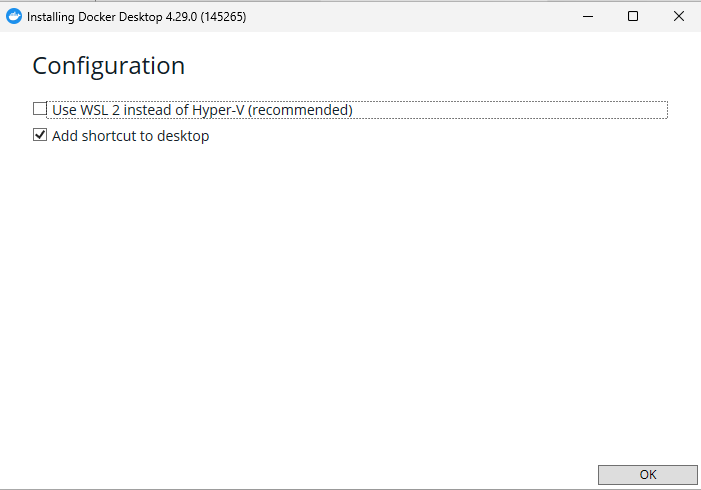 Installing Docker Desktop 4.29.0 (145265)
Configuration
Use WSL 2 instead of Hyper-V (recommended)
Add shortcut to desktop
OK